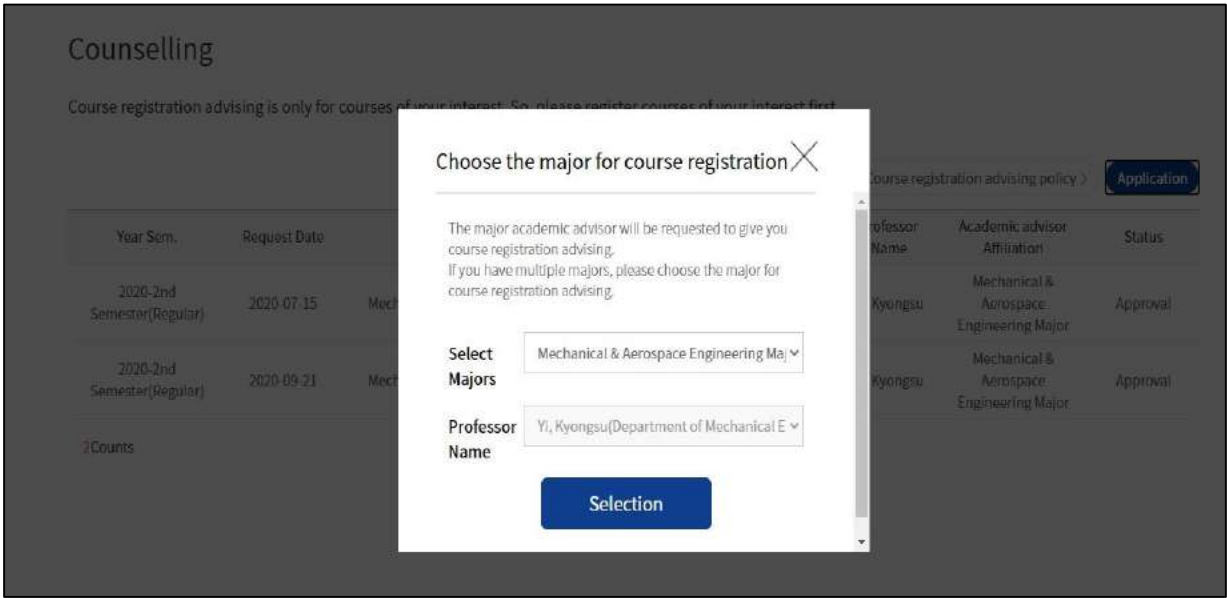 Counselling
Course registration advising is only for courses of your interest. So, please register courses of your interest first.
Choose the major for course registration
Course registration advising policy >
Application
Year Sem.
Request Date
Professor
Name
Academic advisor
Affiliation
Status
The major academic advisor will be requested to give you
course registration advising.
If you have multiple majors, please choose the major for
course registration advising.
2020-2nd
Semester(Regular)
2020-07-15
Mech
Kyongsu
Mechanical &
Aerospace
Engineering Major
Approval
Select
Majors
Mechanical & Aerospace Engineering Maj
2020-2nd
Semester(Regular)
2020-09-21
Mech
Kyongsu
Mechanical &
Aerospace
Engineering Major
Approval
Professor
Name
Yi, Kyongsu(Department of Mechanical E
2Counts
Selection